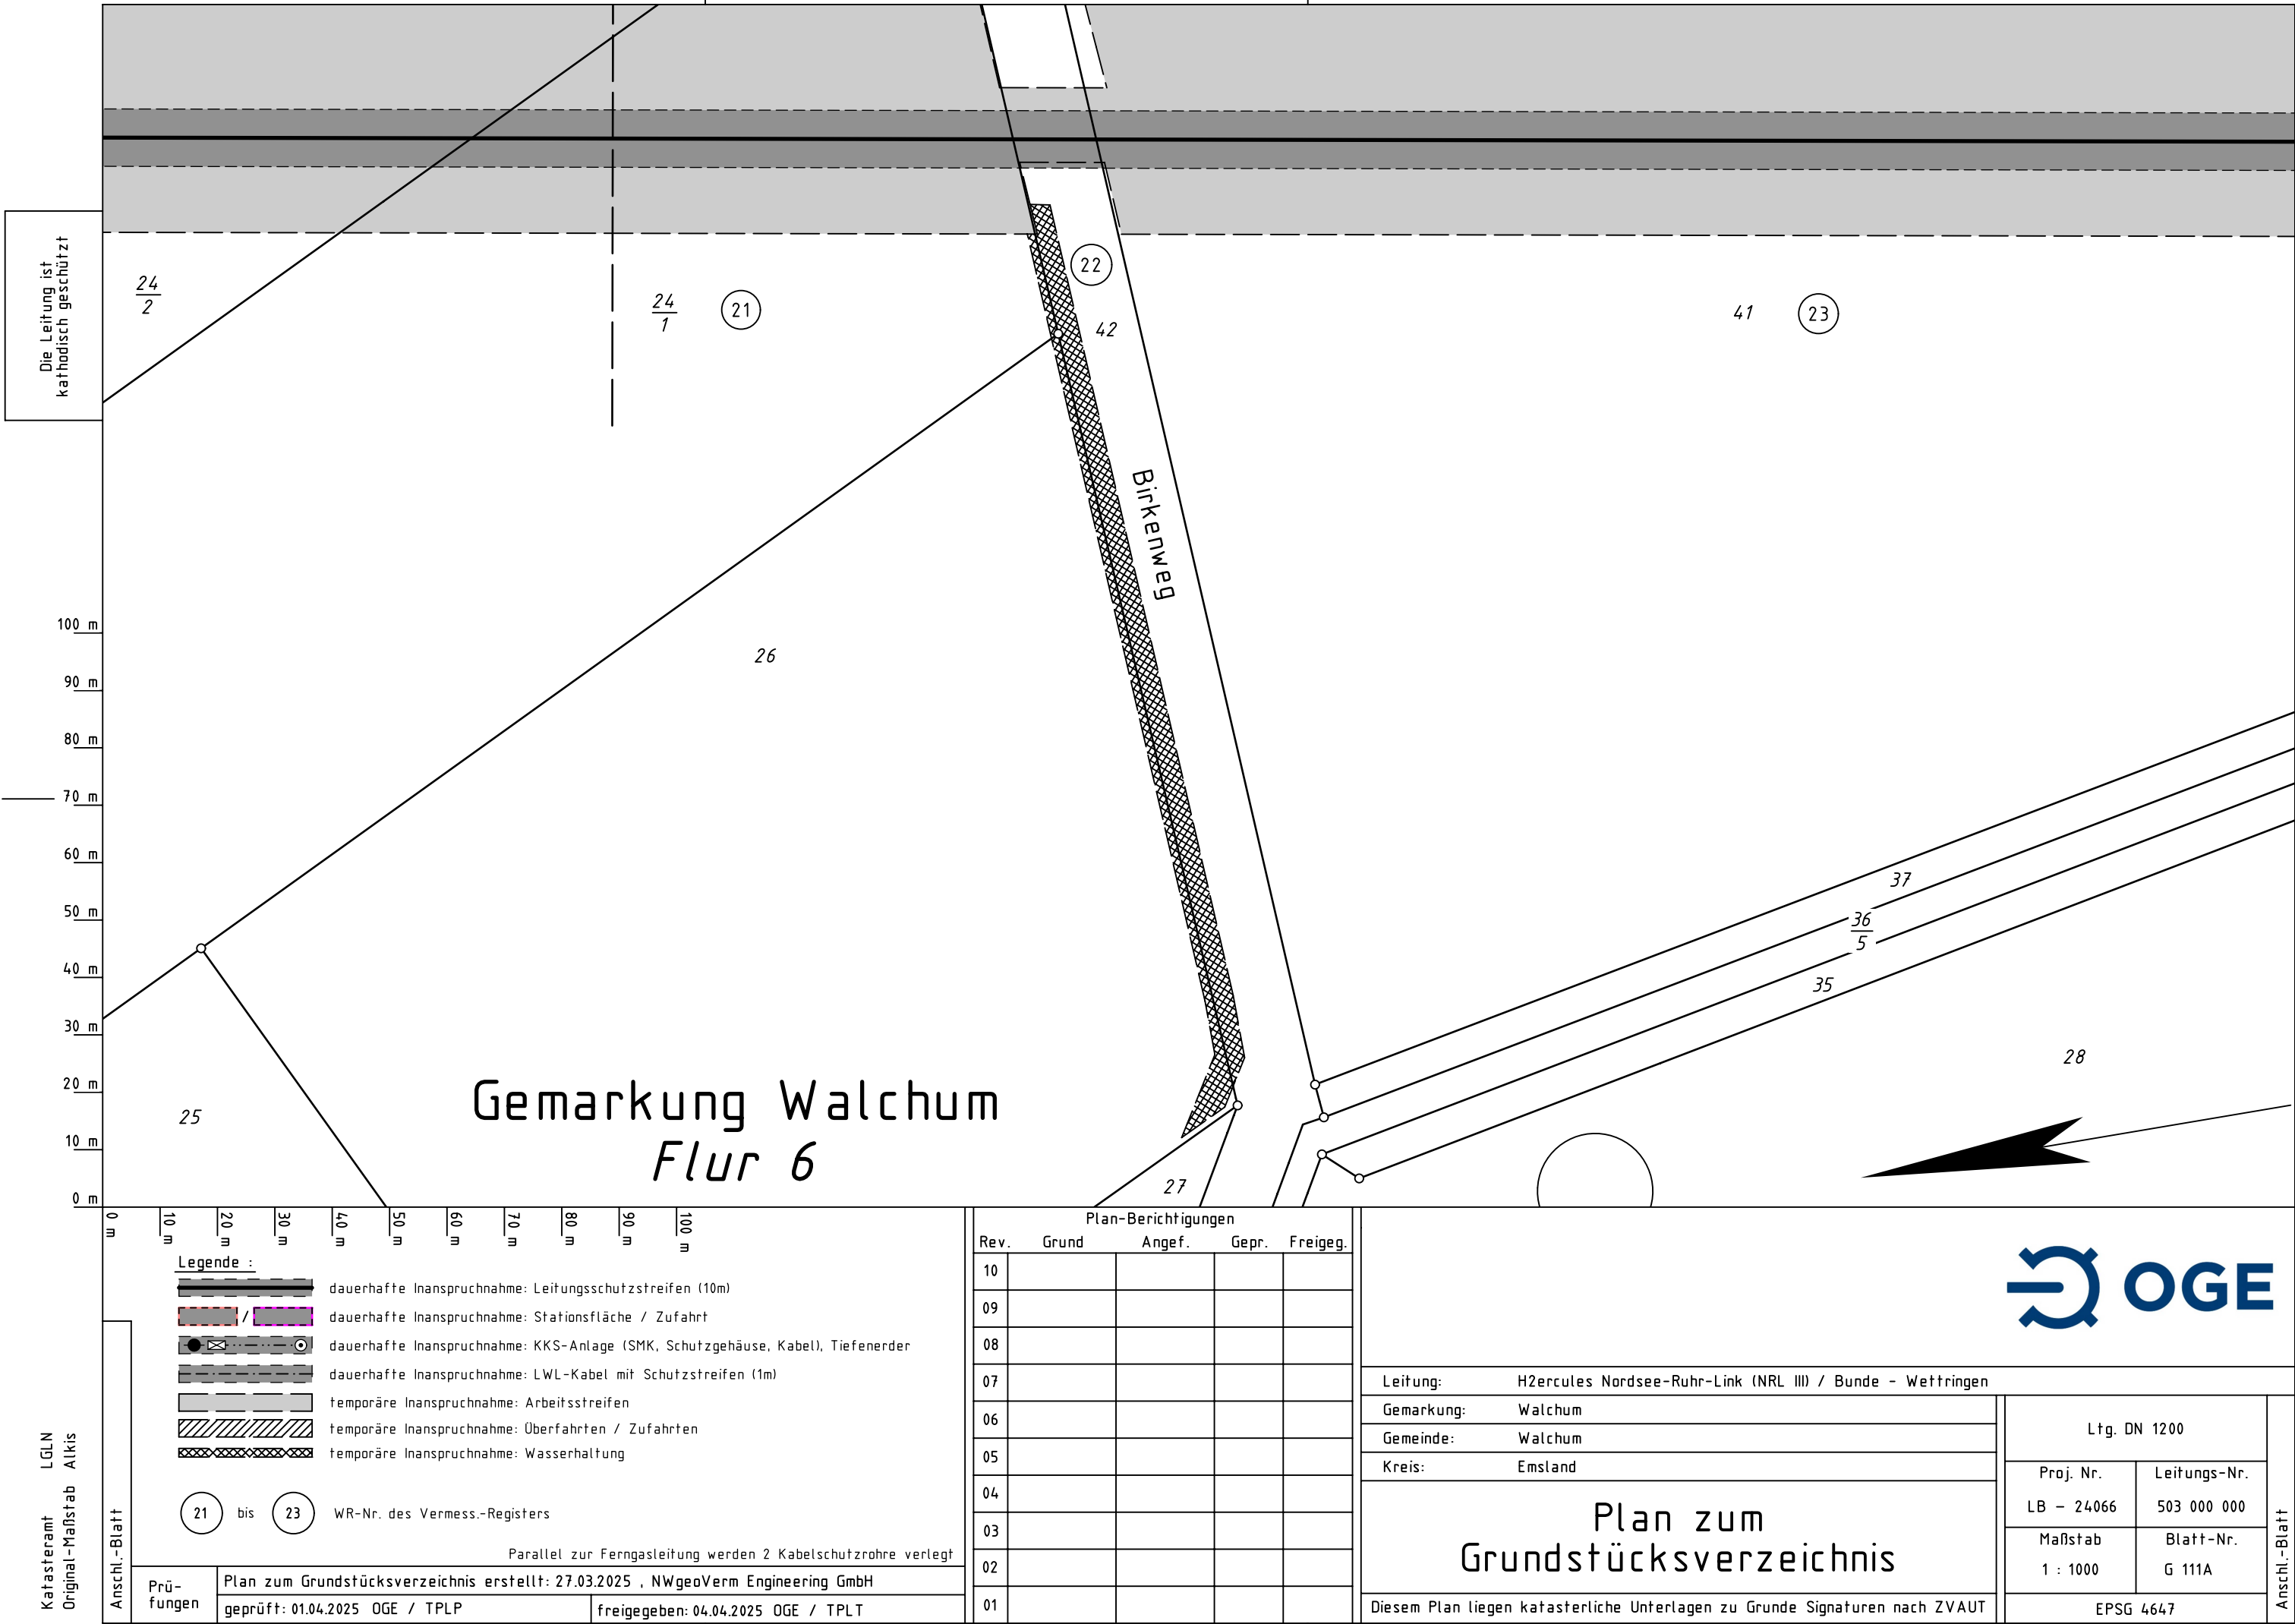 Die Leitung ist
kathodisch geschützt
24
2
24
1
21
22
42
41
23
Birkenweg
26
37
36
5
35
28
25
27
Gemarkung Walchum
Flur 6
100 m
90 m
80 m
70 m
60 m
50 m
40 m
30 m
20 m
10 m
0 m
0 m
10 m
20 m
30 m
40 m
50 m
60 m
70 m
80 m
90 m
100 m
Legende :
dauerhafte Inanspruchnahme: Leitungsschutzstreifen (10m)
/ dauerhafte Inanspruchnahme: Stationsfläche / Zufahrt
dauerhafte Inanspruchnahme: KKS-Anlage (SMK, Schutzgehäuse, Kabel), Tiefenerder
dauerhafte Inanspruchnahme: LWL-Kabel mit Schutzstreifen (1m)
temporäre Inanspruchnahme: Arbeitsstreifen
temporäre Inanspruchnahme: Überfahrten / Zufahrten
temporäre Inanspruchnahme: Wasserhaltung
21 bis 23 WR-Nr. des Vermess.-Registers
Parallel zur Ferngasleitung werden 2 Kabelschutzrohre verlegt
Katasteramt LGLN
Original-Maßstab Alkis
Anschl.-Blatt
Prü-
fungen
Plan zum Grundstücksverzeichnis erstellt: 27.03.2025 , NWgeoVerm Engineering GmbH
geprüft: 01.04.2025 OGE / TPLP
freigegeben: 04.04.2025 OGE / TPLT
Plan-Berichtigungen
Rev. Grund Angef. Gepr. Freigeg.
10
09
08
07
06
05
04
03
02
01
OGE
Leitung: H2ercules Nordsee-Ruhr-Link (NRL III) / Bunde - Wettringen
Gemarkung: Walchum
Gemeinde: Walchum
Kreis: Emsland
Plan zum
Grundstücksverzeichnis
Diesem Plan liegen katasterliche Unterlagen zu Grunde Signaturen nach ZVAUT
Ltg. DN 1200
Proj. Nr. Leitungs-Nr.
LB - 24066 503 000 000
Maßstab Blatt-Nr.
1 : 1000 G 111A
EPSG 4647
Anschl.-Blatt